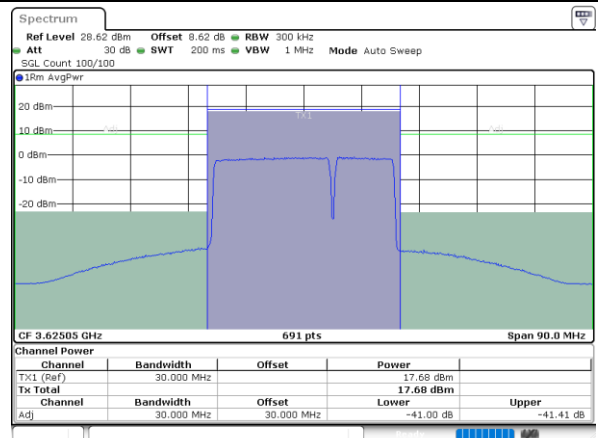 Spectrum
Ref Level 28.62 dBm Offset 8.62 dB RBW 300 kHz
Att 30 dB SWT 200 ms VBW 1 MHz Mode Auto Sweep
SGL Count 100/100
1Rm AvgPwr
20 dBm
TX1
10 dBm
Adj Adj
0 dBm
-10 dBm
-20 dBm
CF 3.62505 GHz 691 pts Span 90.0 MHz
Channel Power
Channel Bandwidth Offset Power
TX1 (Ref) 30.000 MHz 17.68 dBm
Tx Total 17.68 dBm
Channel Bandwidth Offset Lower Upper
Adj 30.000 MHz 30.000 MHz -41.00 dB -41.41 dB